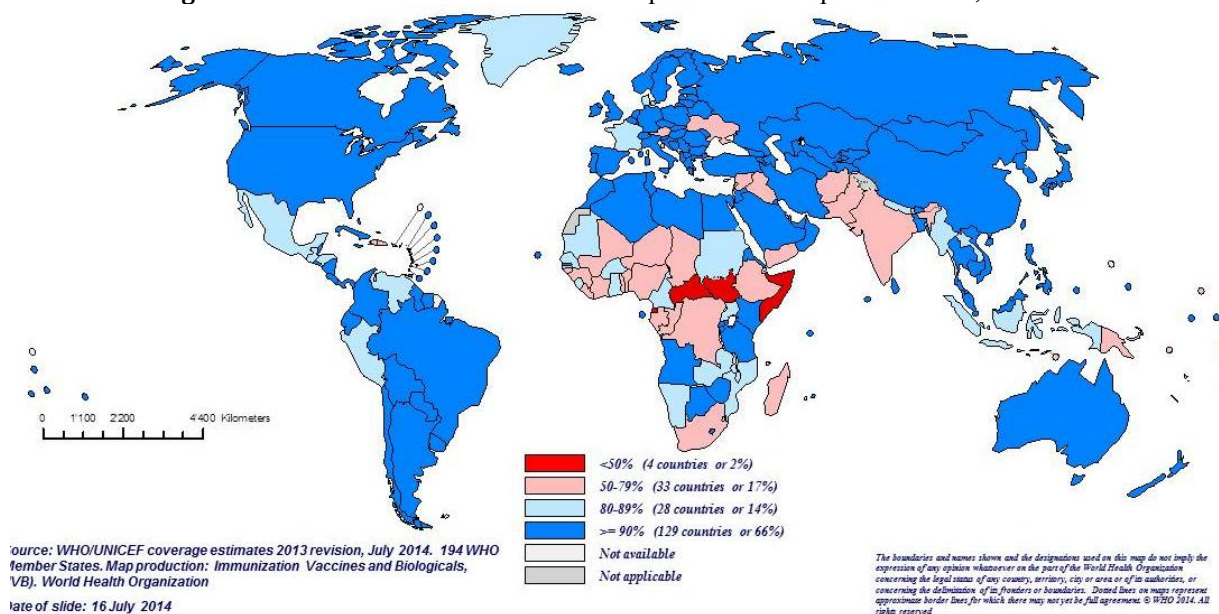 0 1'100 2'200 4'400 Kilometers
<50% (4 countries or 2%)
50-79% (33 countries or 17%)
80-89% (28 countries or 14%)
>= 90% (129 countries or 66%)
Not available
Not applicable
ource: WHO/UNICEF coverage estimates 2013 revision, July 2014. 194 WHO
Member States. Map production: Immunization Vaccines and Biologicals,
IVB). World Health Organization
Date of slide: 16 July 2014
The boundaries and names shown and the designations used on this map do not imply the
expression of any opinion whatsoever on the part of the World Health Organization
concerning the legal status of any country, territory, city or area or of its authorities, or
concerning the delimitation of its frontiers or boundaries. Dotted lines on maps represent
approximate border lines for which there may not yet be full agreement. © WHO 2014. All
rights reserved